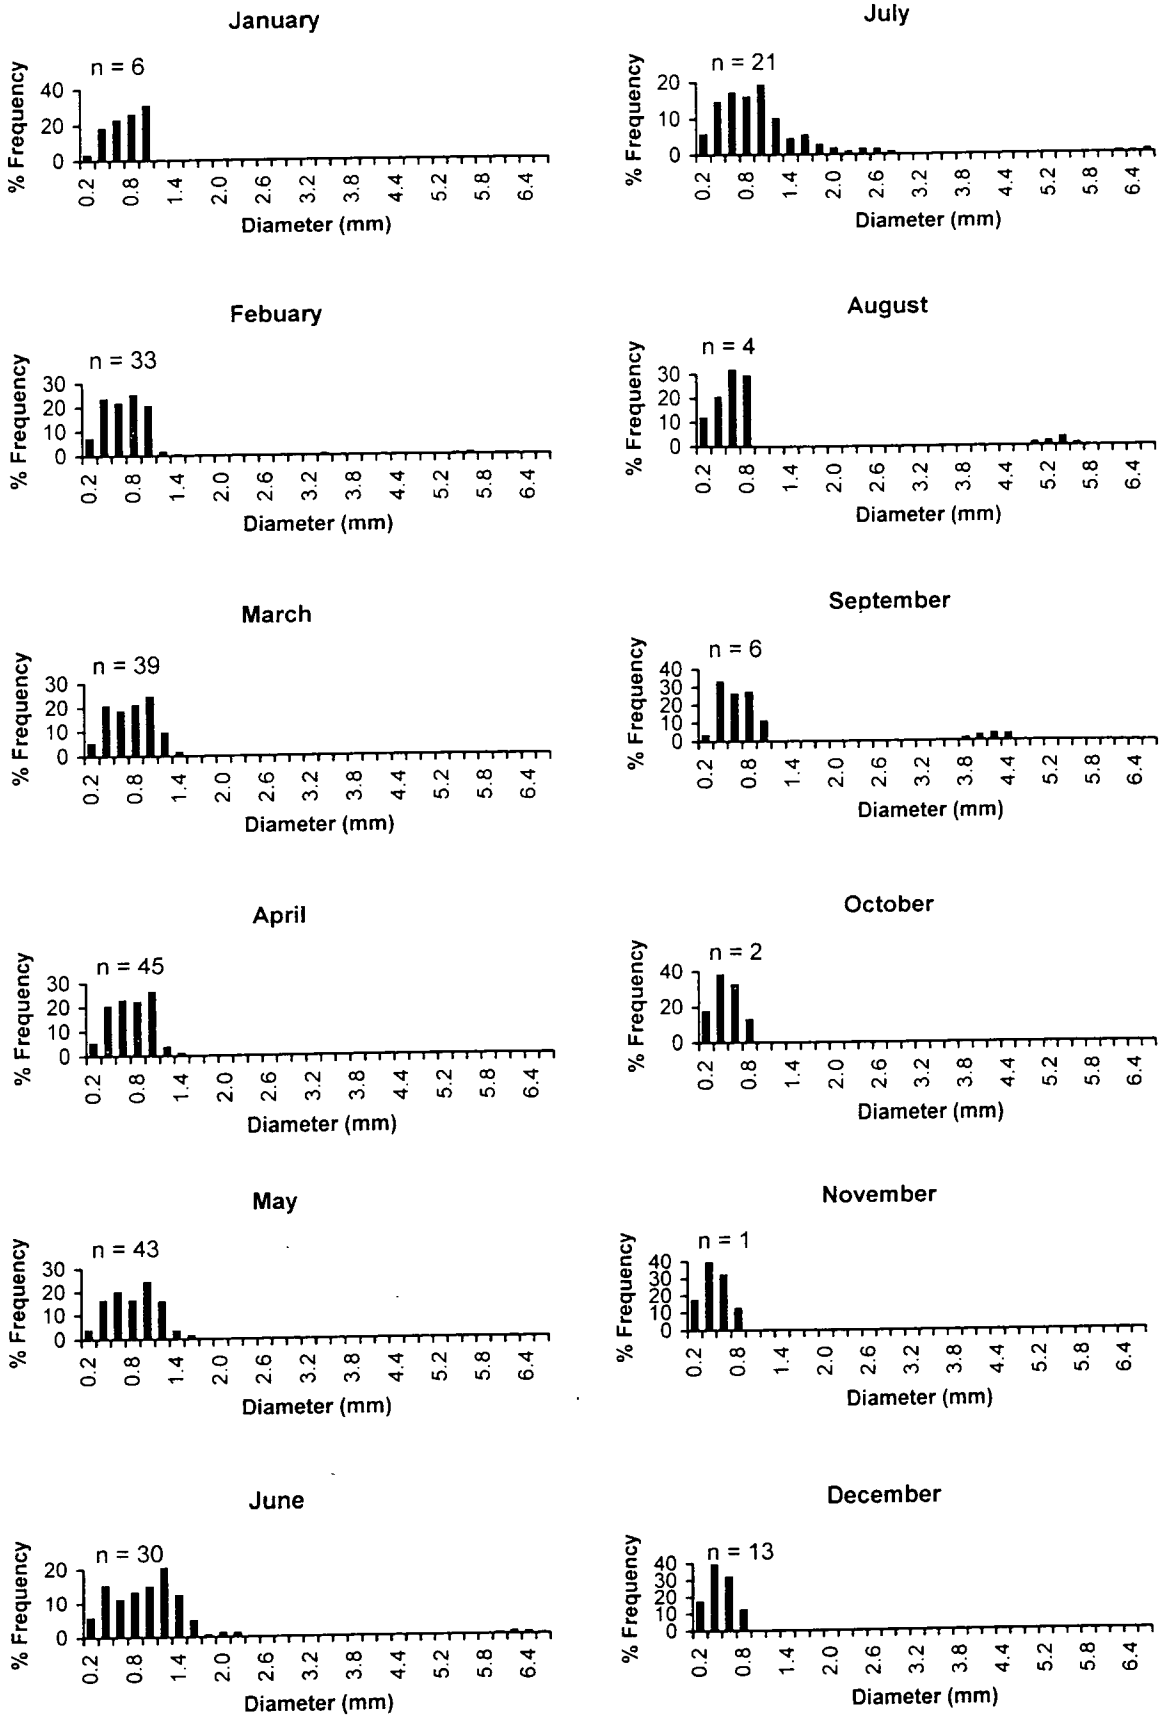 January
n = 6
% Frequency
40
20
0
0.2 0.8 1.4 2.0 2.6 3.2 3.8 4.4 5.2 5.8 6.4
Diameter (mm)
Febuary
n = 33
% Frequency
30
20
10
0
0.2 0.8 1.4 2.0 2.6 3.2 3.8 4.4 5.2 5.8 6.4
Diameter (mm)
March
n = 39
% Frequency
30
20
10
0
0.2 0.8 1.4 2.0 2.6 3.2 3.8 4.4 5.2 5.8 6.4
Diameter (mm)
April
n = 45
% Frequency
30
20
10
0
0.2 0.8 1.4 2.0 2.6 3.2 3.8 4.4 5.2 5.8 6.4
Diameter (mm)
May
n = 43
% Frequency
30
20
10
0
0.2 0.8 1.4 2.0 2.6 3.2 3.8 4.4 5.2 5.8 6.4
Diameter (mm)
June
n = 30
% Frequency
20
10
0
0.2 0.8 1.4 2.0 2.6 3.2 3.8 4.4 5.2 5.8 6.4
Diameter (mm)
July
n = 21
% Frequency
20
10
0
0.2 0.8 1.4 2.0 2.6 3.2 3.8 4.4 5.2 5.8 6.4
Diameter (mm)
August
n = 4
% Frequency
30
20
10
0
0.2 0.8 1.4 2.0 2.6 3.2 3.8 4.4 5.2 5.8 6.4
Diameter (mm)
September
n = 6
% Frequency
40
30
20
10
0
0.2 0.8 1.4 2.0 2.6 3.2 3.8 4.4 5.2 5.8 6.4
Diameter (mm)
October
n = 2
% Frequency
40
20
0
0.2 0.8 1.4 2.0 2.6 3.2 3.8 4.4 5.2 5.8 6.4
Diameter (mm)
November
n = 1
% Frequency
40
30
20
10
0
0.2 0.8 1.4 2.0 2.6 3.2 3.8 4.4 5.2 5.8 6.4
Diameter (mm)
December
n = 13
% Frequency
40
30
20
10
0
0.2 0.8 1.4 2.0 2.6 3.2 3.8 4.4 5.2 5.8 6.4
Diameter (mm)